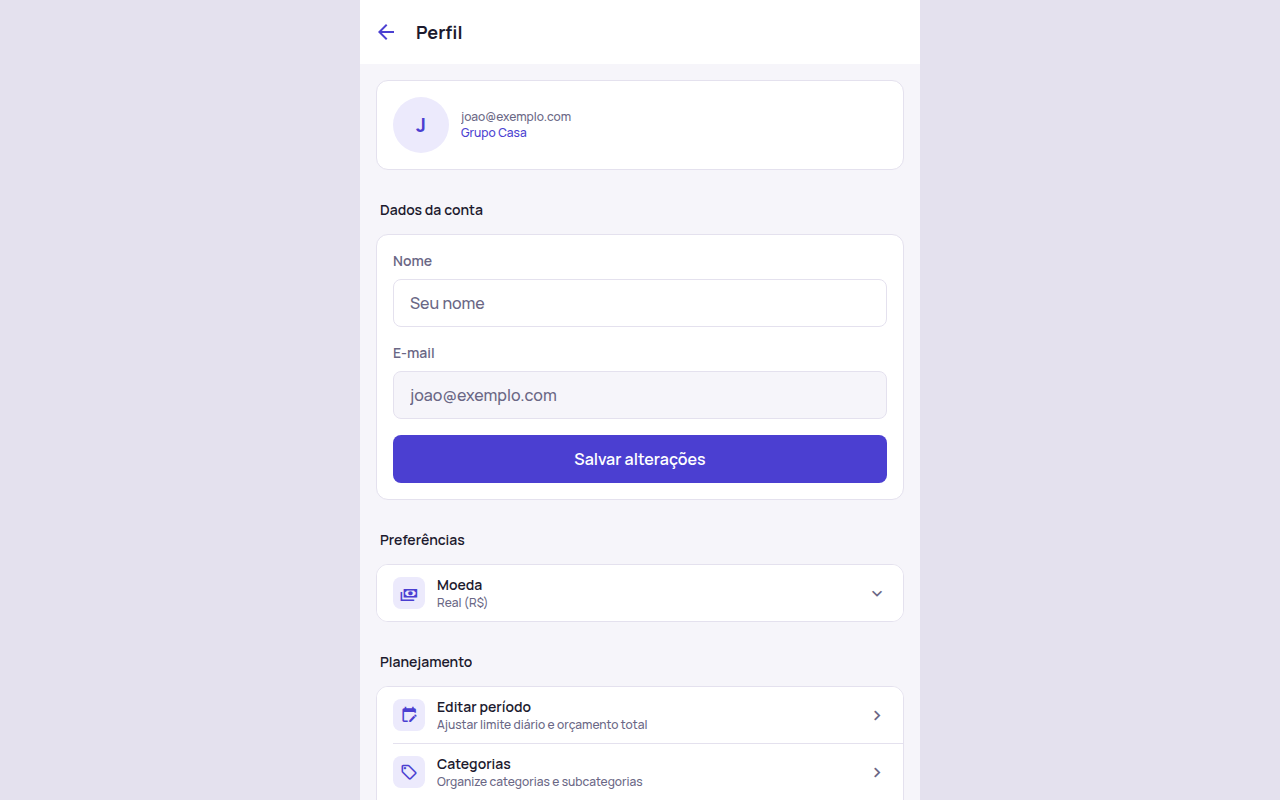 Perfil
J
joao@exemplo.com
Grupo Casa
Dados da conta
Nome
Seu nome
E-mail
joao@exemplo.com
Salvar alterações
Preferências
Moeda
Real (R$)
Planejamento
Editar período
Ajustar limite diário e orçamento total
Categorias
Organize categorias e subcategorias